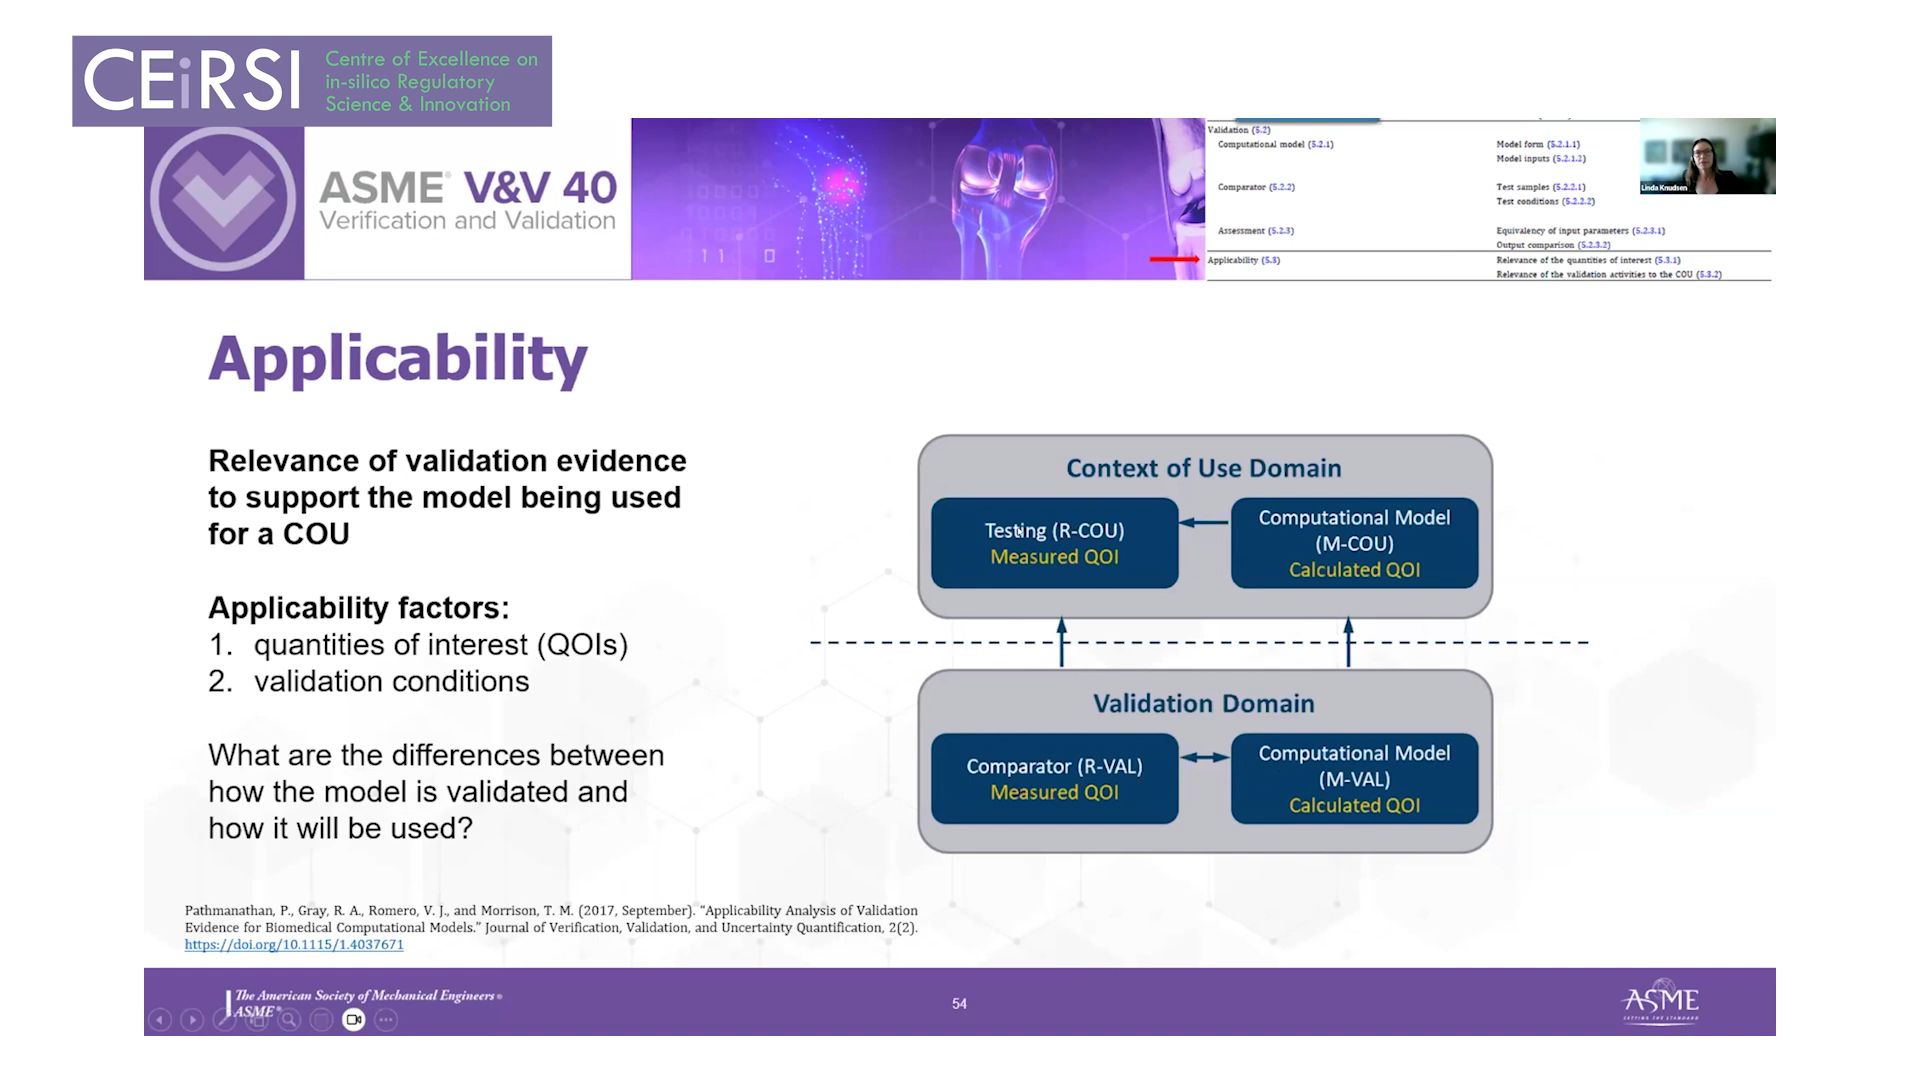 CEiRSI
Centre of Excellence on
in-silico Regulatory
Science & Innovation
ASME® V&V 40
Verification and Validation
11 0
Validation (5.2)
Computational model (5.2.1)
Model form (5.2.1.1)
Model inputs (5.2.1.2)
Comparator (5.2.2)
Test samples (5.2.2.1)
Test conditions (5.2.2.2)
Assessment (5.2.3)
Equivalency of input parameters (5.2.3.1)
Output comparison (5.2.3.2)
Applicability (5.3)
Relevance of the quantities of interest (5.3.1)
Relevance of the validation activities to the COU (5.3.2)
Linda Knudsen
Applicability
Relevance of validation evidence
to support the model being used
for a COU
Applicability factors:
1. quantities of interest (QOIs)
2. validation conditions
What are the differences between
how the model is validated and
how it will be used?
Context of Use Domain
Testing (R-COU)
Measured QOI
Computational Model
(M-COU)
Calculated QOI
Validation Domain
Comparator (R-VAL)
Measured QOI
Computational Model
(M-VAL)
Calculated QOI
Pathmanathan, P., Gray, R. A., Romero, V. J., and Morrison, T. M. (2017, September). “Applicability Analysis of Validation
Evidence for Biomedical Computational Models.” Journal of Verification, Validation, and Uncertainty Quantification, 2(2).
https://doi.org/10.1115/1.4037671
The American Society of Mechanical Engineers®
ASME®
54
ASME
SETTING THE STANDARD